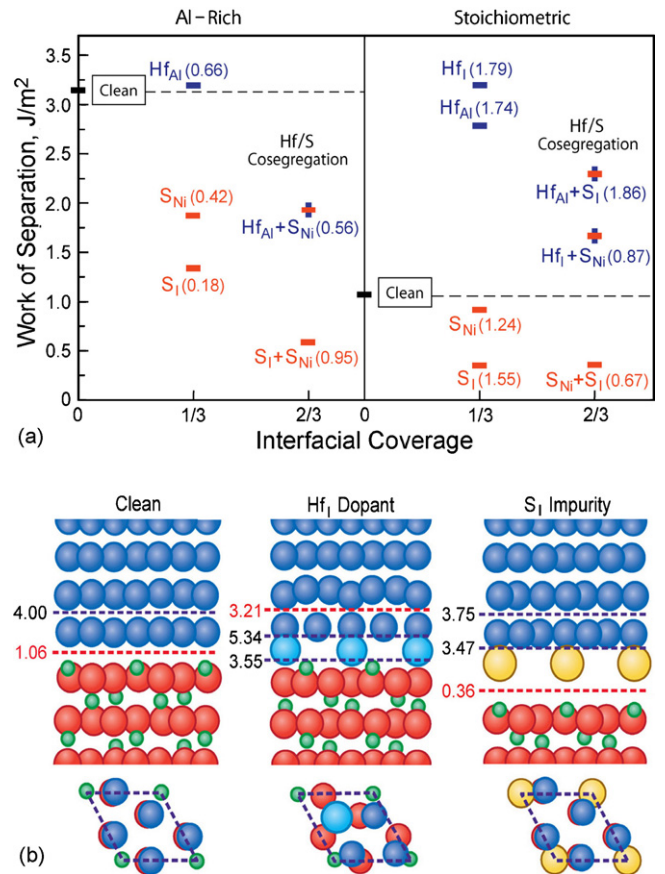 Al – Rich
Stoichiometric
Work of Separation, J/m²
3.5
3.0
2.5
2.0
1.5
1.0
0.5
0
Clean
Hf_Al (0.66)
S_Ni (0.42)
S_I (0.18)
Hf/S
Cosegregation
Hf_Al + S_Ni (0.56)
S_I + S_Ni (0.95)
Clean
Hf_I (1.79)
Hf_Al (1.74)
Hf/S
Cosegregation
Hf_Al + S_I (1.86)
Hf_I + S_Ni (0.87)
S_Ni (1.24)
S_I (1.55)
S_Ni + S_I (0.67)
0
1/3
2/3
0
1/3
2/3
(a)
Interfacial Coverage
Clean
Hf_I Dopant
S_I Impurity
4.00
1.06
3.21
5.34
3.55
3.75
3.47
0.36
(b)